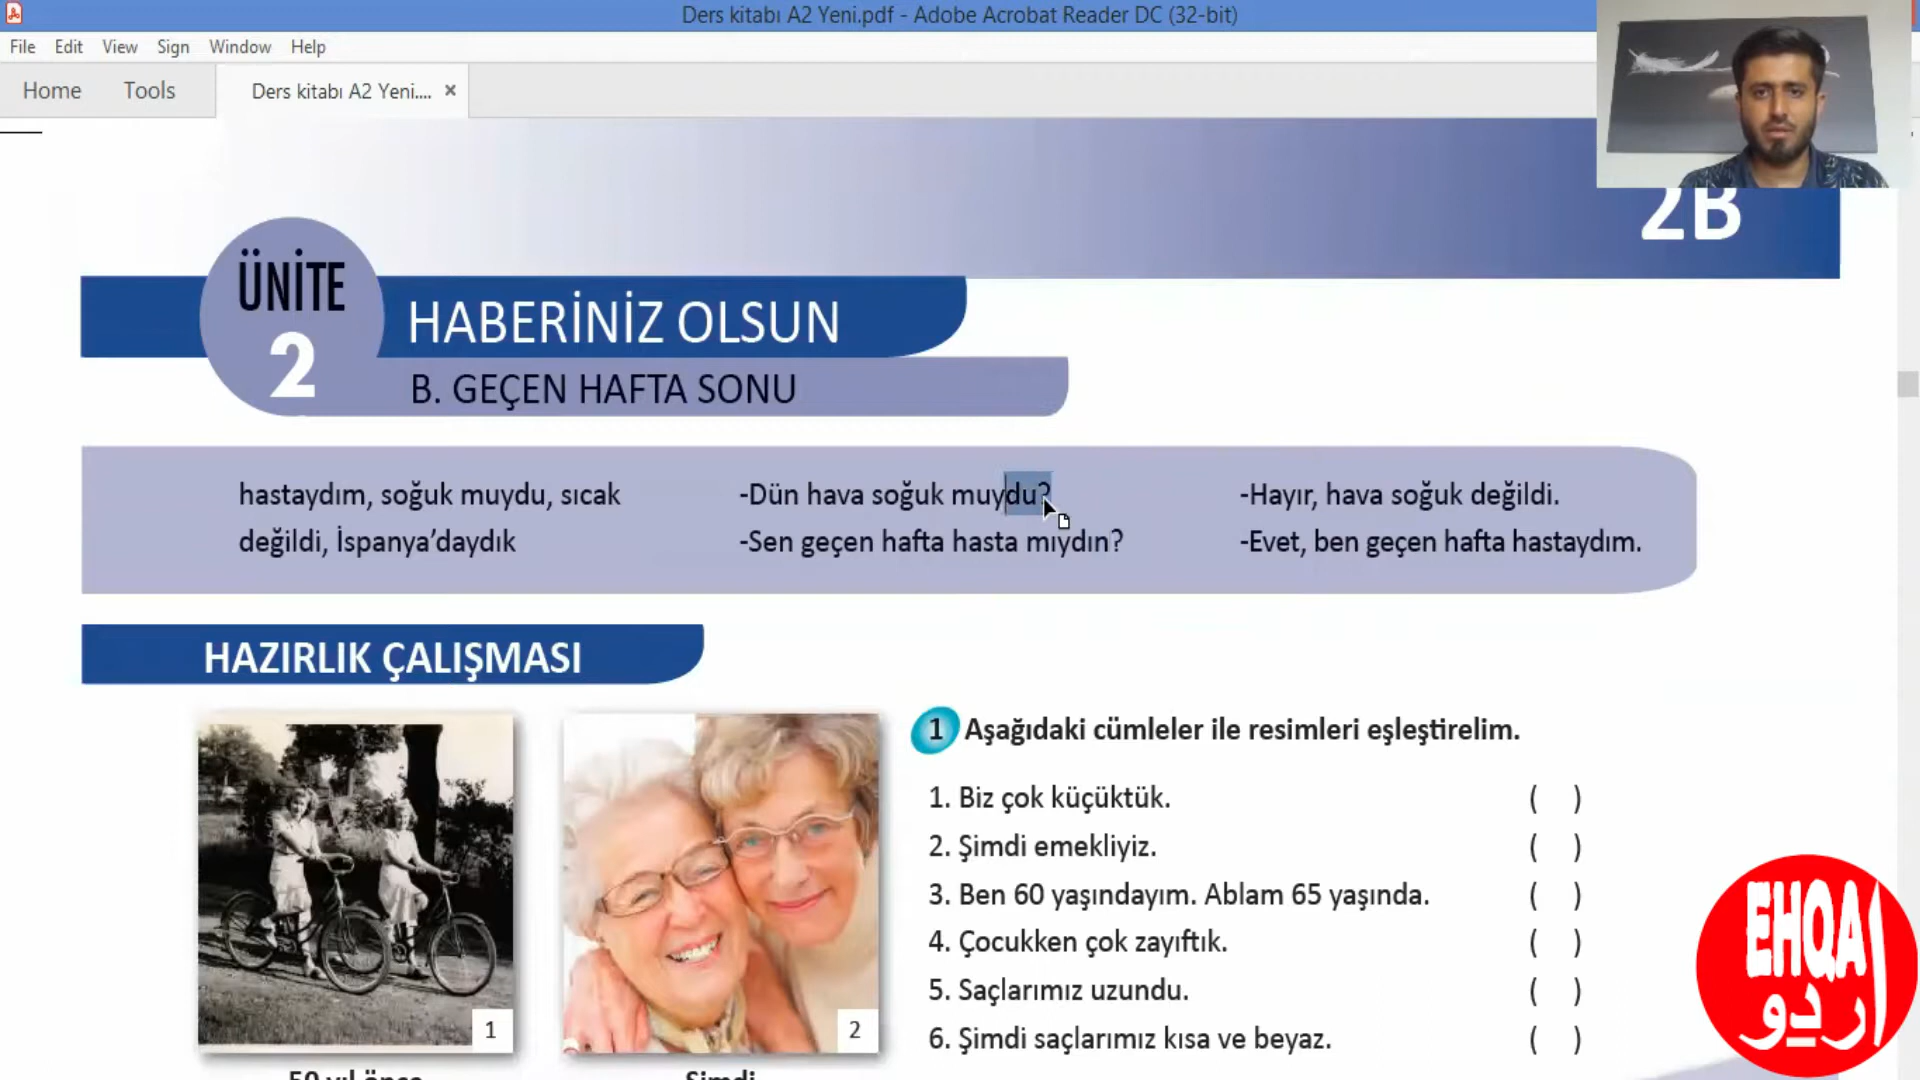 Ders kitabı A2 Yeni.pdf - Adobe Acrobat Reader DC (32-bit)
File Edit View Sign Window Help
Home Tools Ders kitabı A2 Yeni.... ×
2B
ÜNİTE
2
HABERİNİZ OLSUN
B. GEÇEN HAFTA SONU
hastaydım, soğuk muydu, sıcak
değildi, İspanya'daydık
-Dün hava soğuk muydu?
-Sen geçen hafta hasta mıydın?
-Hayır, hava soğuk değildi.
-Evet, ben geçen hafta hastaydım.
HAZIRLIK ÇALIŞMASI
1
2
50 yıl önce
Şimdi
1 Aşağıdaki cümleler ile resimleri eşleştirelim.
1. Biz çok küçüktük. ( )
2. Şimdi emekliyiz. ( )
3. Ben 60 yaşındayım. Ablam 65 yaşında. ( )
4. Çocukken çok zayıftık. ( )
5. Saçlarımız uzundu. ( )
6. Şimdi saçlarımız kısa ve beyaz. ( )
EHQA
اردو